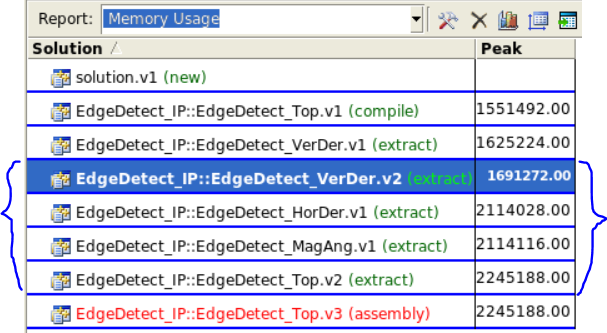 Report: Memory Usage
Solution Peak
solution.v1 (new)
EdgeDetect_IP::EdgeDetect_Top.v1 (compile) 1551492.00
EdgeDetect_IP::EdgeDetect_VerDer.v1 (extract) 1625224.00
EdgeDetect_IP::EdgeDetect_VerDer.v2 (extract) 1691272.00
EdgeDetect_IP::EdgeDetect_HorDer.v1 (extract) 2114028.00
EdgeDetect_IP::EdgeDetect_MagAng.v1 (extract) 2114116.00
EdgeDetect_IP::EdgeDetect_Top.v2 (extract) 2245188.00
EdgeDetect_IP::EdgeDetect_Top.v3 (assembly) 2245188.00